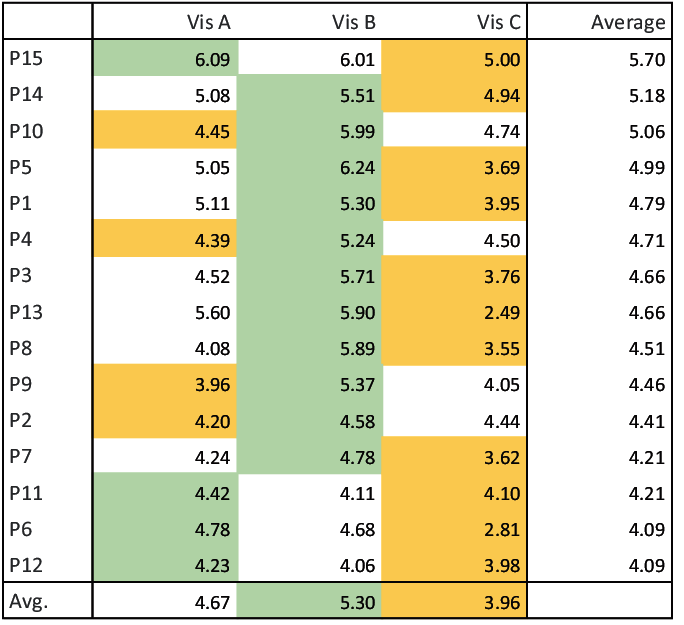 Vis A Vis B Vis C Average
P15 6.09 6.01 5.00 5.70
P14 5.08 5.51 4.94 5.18
P10 4.45 5.99 4.74 5.06
P5 5.05 6.24 3.69 4.99
P1 5.11 5.30 3.95 4.79
P4 4.39 5.24 4.50 4.71
P3 4.52 5.71 3.76 4.66
P13 5.60 5.90 2.49 4.66
P8 4.08 5.89 3.55 4.51
P9 3.96 5.37 4.05 4.46
P2 4.20 4.58 4.44 4.41
P7 4.24 4.78 3.62 4.21
P11 4.42 4.11 4.10 4.21
P6 4.78 4.68 2.81 4.09
P12 4.23 4.06 3.98 4.09
Avg. 4.67 5.30 3.96